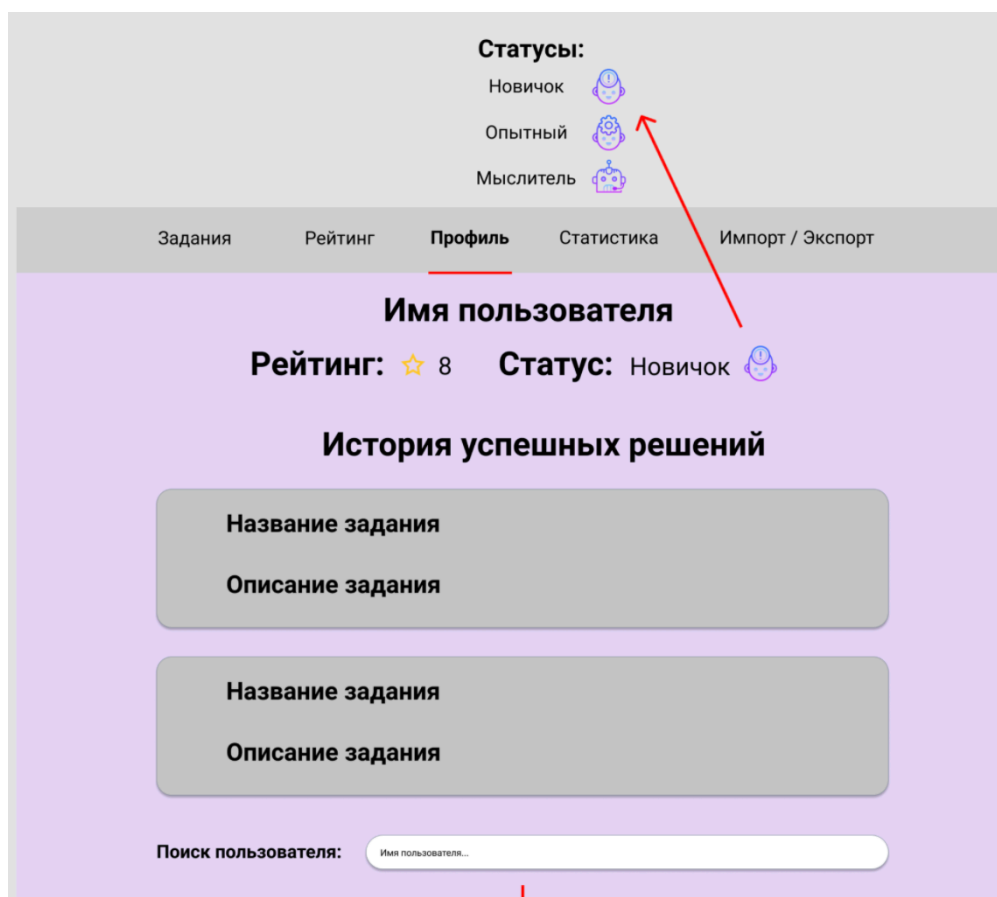 Статусы:
Новичок
Опытный
Мыслитель
Задания Рейтинг Профиль Статистика Импорт / Экспорт
Имя пользователя
Рейтинг: 8 Статус: Новичок
История успешных решений
Название задания
Описание задания
Название задания
Описание задания
Поиск пользователя: Имя пользователя...